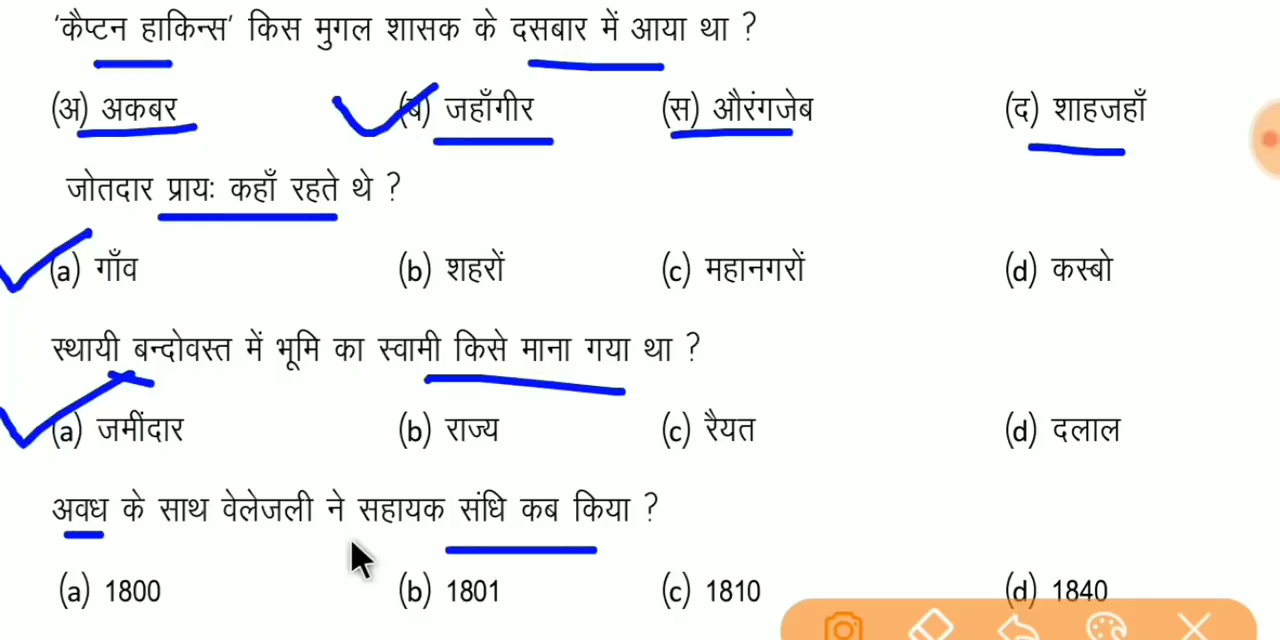 'कैप्टन हाकिन्स' किस मुगल शासक के दसबार में आया था ?
(अ) अकबर (ब) जहाँगीर (स) औरंगजेब (द) शाहजहाँ
जोतदार प्रायः कहाँ रहते थे ?
(a) गाँव (b) शहरों (c) महानगरों (d) कस्बो
स्थायी बन्दोवस्त में भूमि का स्वामी किसे माना गया था ?
(a) जमींदार (b) राज्य (c) रैयत (d) दलाल
अवध के साथ वेलेजली ने सहायक संधि कब किया ?
(a) 1800 (b) 1801 (c) 1810 (d) 1840